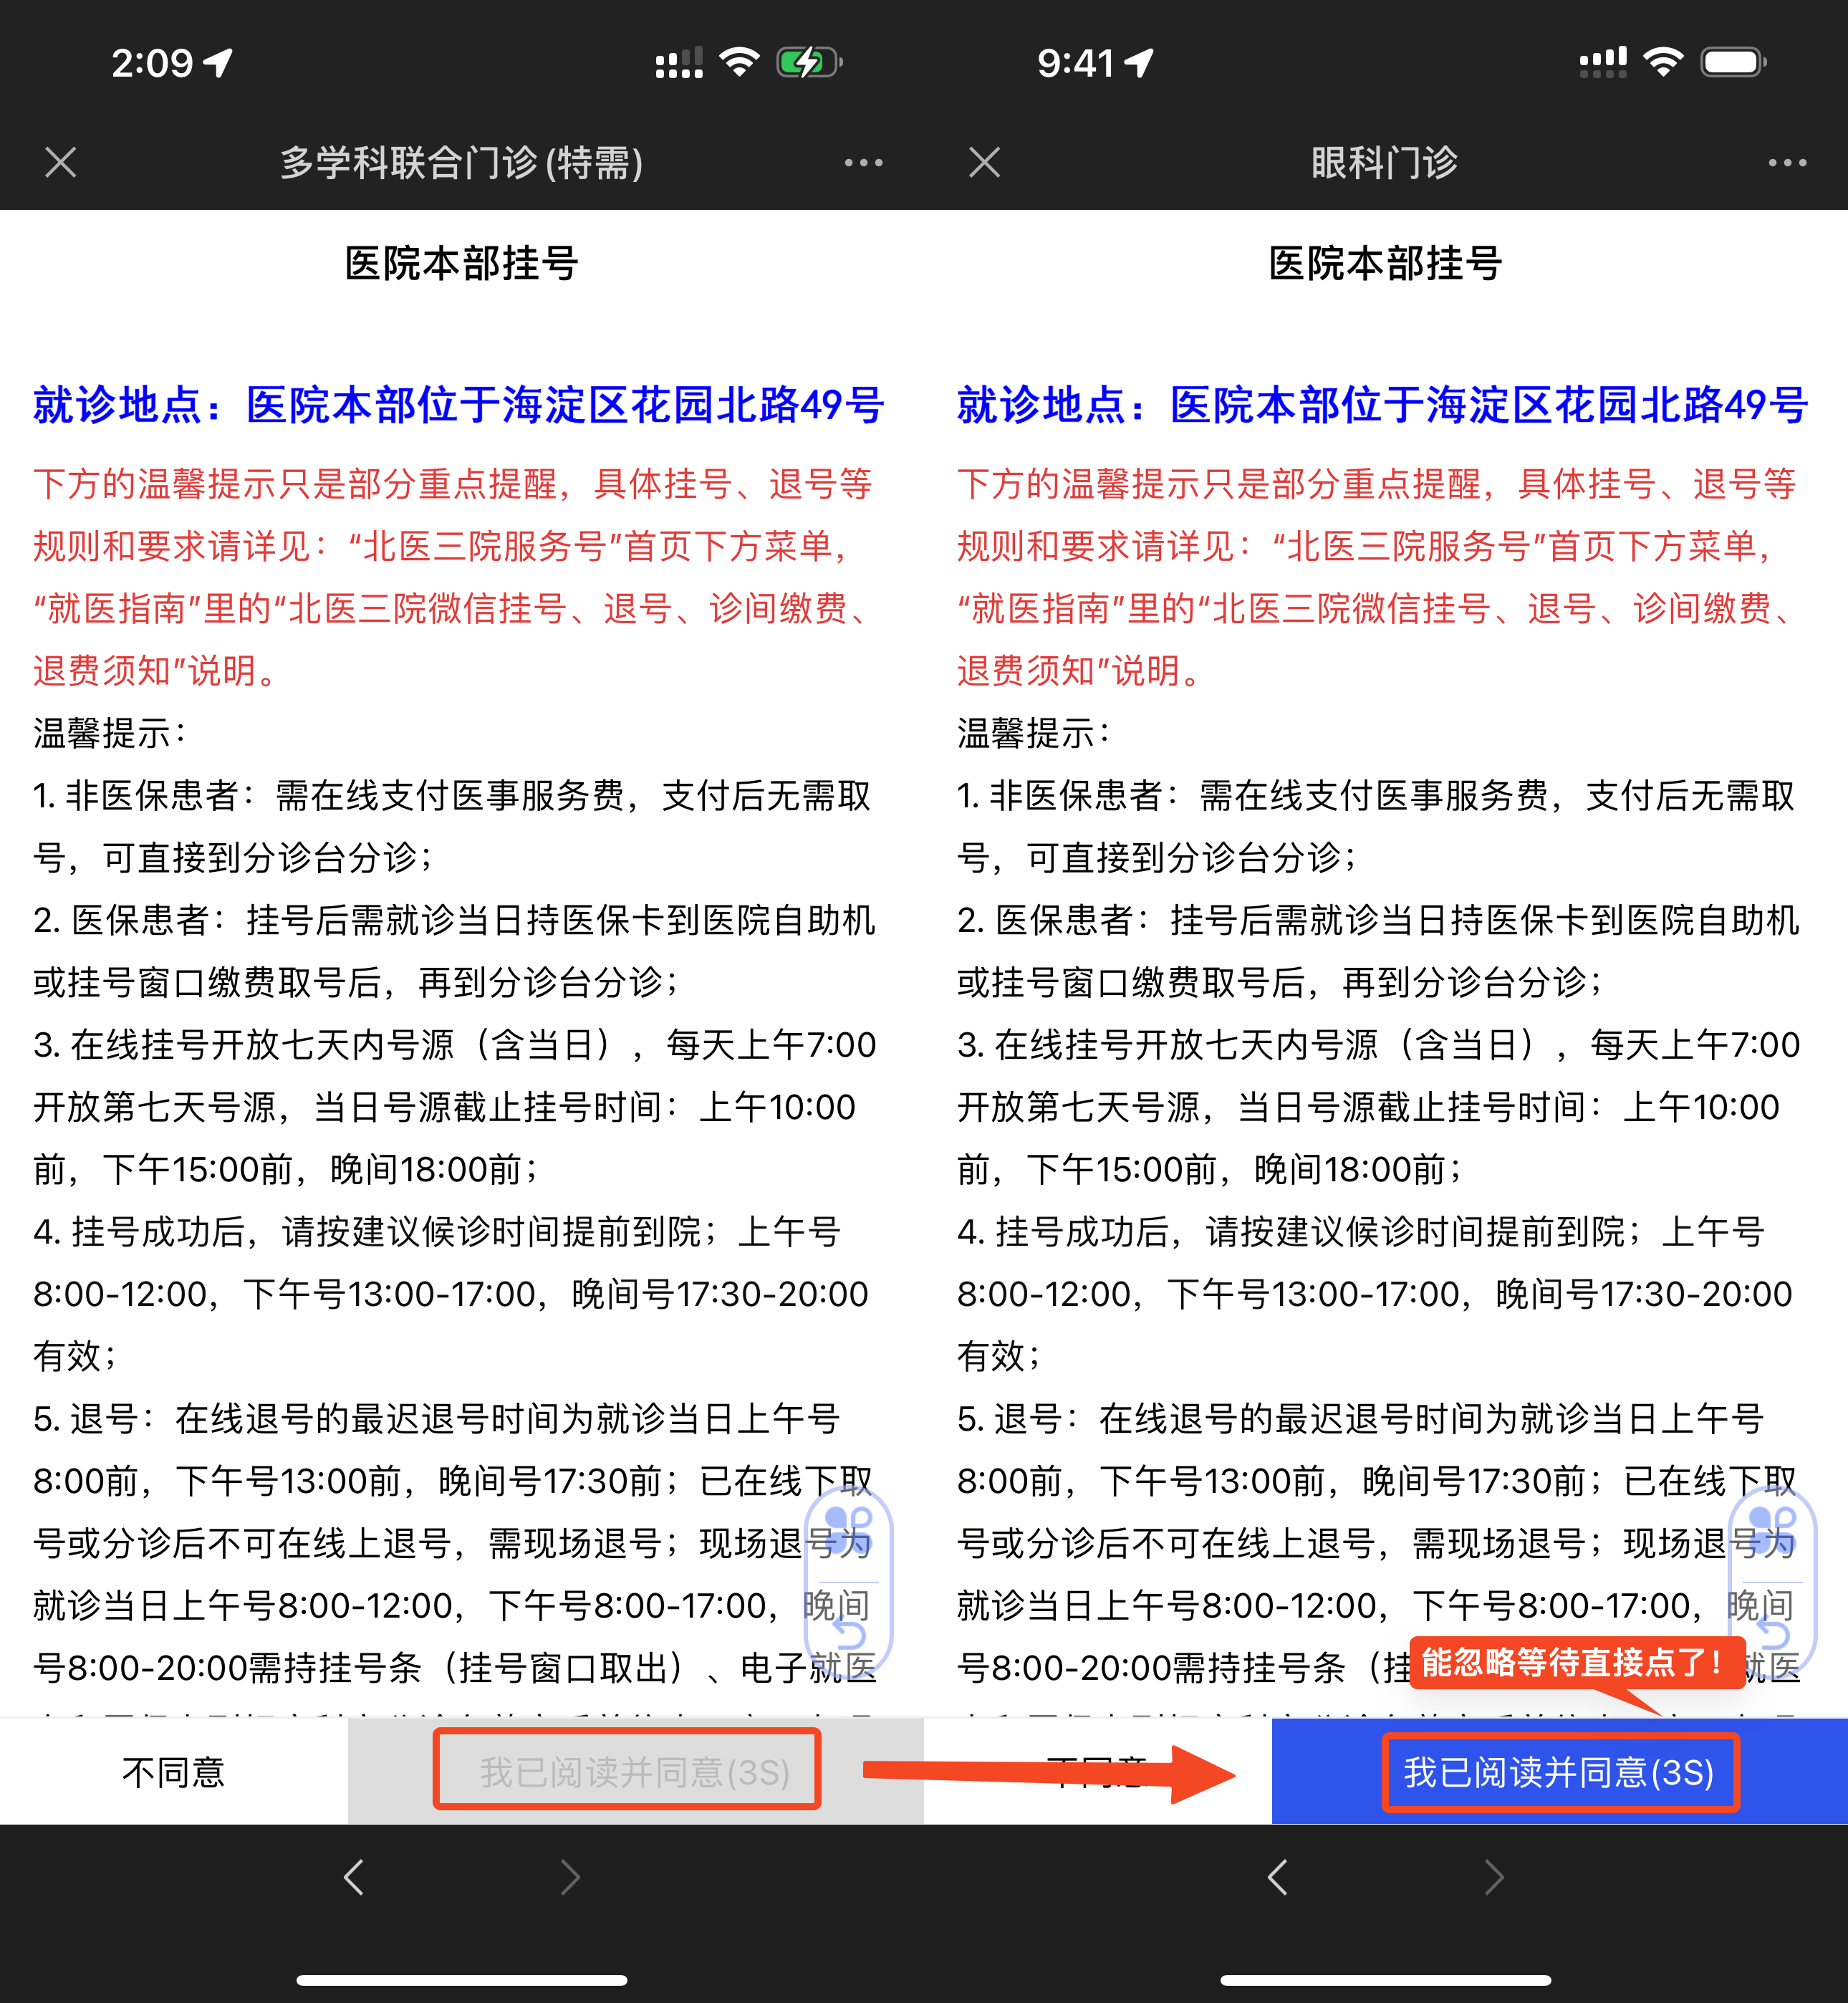 2:09
多学科联合门诊(特需)
医院本部挂号
就诊地点：医院本部位于海淀区花园北路49号
下方的温馨提示只是部分重点提醒，具体挂号、退号等
规则和要求请详见：“北医三院服务号”首页下方菜单，
“就医指南”里的“北医三院微信挂号、退号、诊间缴费、
退费须知”说明。
温馨提示：
1. 非医保患者：需在线支付医事服务费，支付后无需取
号，可直接到分诊台分诊；
2. 医保患者：挂号后需就诊当日持医保卡到医院自助机
或挂号窗口缴费取号后，再到分诊台分诊；
3. 在线挂号开放七天内号源（含当日），每天上午7:00
开放第七天号源，当日号源截止挂号时间：上午10:00
前，下午15:00前，晚间18:00前；
4. 挂号成功后，请按建议候诊时间提前到院；上午号
8:00-12:00，下午号13:00-17:00，晚间号17:30-20:00
有效；
5. 退号：在线退号的最迟退号时间为就诊当日上午号
8:00前，下午号13:00前，晚间号17:30前；已在线下取
号或分诊后不可在线上退号，需现场退号；现场退号为
就诊当日上午号8:00-12:00，下午号8:00-17:00，晚间
号8:00-20:00需持挂号条（挂号窗口取出）、电子就医
不同意
我已阅读并同意(3S)
9:41
眼科门诊
医院本部挂号
就诊地点：医院本部位于海淀区花园北路49号
下方的温馨提示只是部分重点提醒，具体挂号、退号等
规则和要求请详见：“北医三院服务号”首页下方菜单，
“就医指南”里的“北医三院微信挂号、退号、诊间缴费、
退费须知”说明。
温馨提示：
1. 非医保患者：需在线支付医事服务费，支付后无需取
号，可直接到分诊台分诊；
2. 医保患者：挂号后需就诊当日持医保卡到医院自助机
或挂号窗口缴费取号后，再到分诊台分诊；
3. 在线挂号开放七天内号源（含当日），每天上午7:00
开放第七天号源，当日号源截止挂号时间：上午10:00
前，下午15:00前，晚间18:00前；
4. 挂号成功后，请按建议候诊时间提前到院；上午号
8:00-12:00，下午号13:00-17:00，晚间号17:30-20:00
有效；
5. 退号：在线退号的最迟退号时间为就诊当日上午号
8:00前，下午号13:00前，晚间号17:30前；已在线下取
号或分诊后不可在线上退号，需现场退号；现场退号为
就诊当日上午号8:00-12:00，下午号8:00-17:00，晚间
号8:00-20:00需持挂号条（挂
就医
能忽略等待直接点了！
不同意
我已阅读并同意(3S)